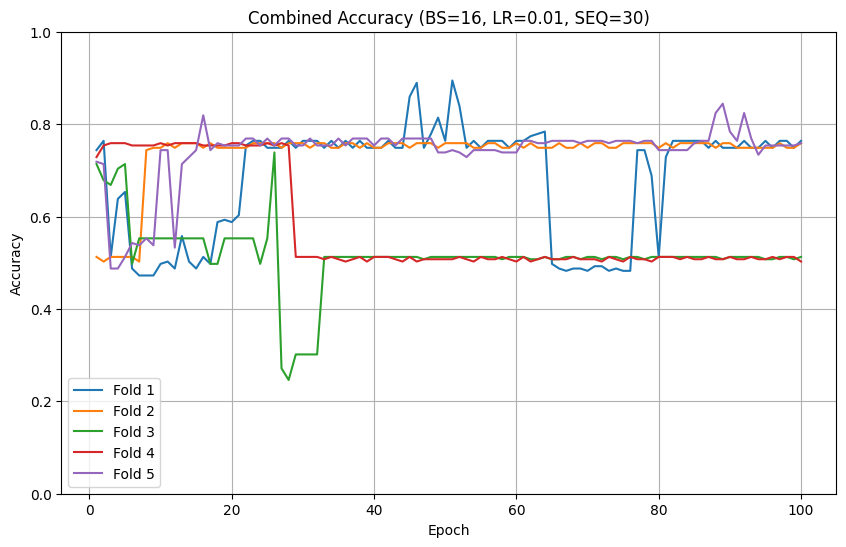 Combined Accuracy (BS=16, LR=0.01, SEQ=30)
1.0
0.8
0.6
0.4
0.2
0.0
Accuracy
Fold 1
Fold 2
Fold 3
Fold 4
Fold 5
0 20 40 60 80 100
Epoch